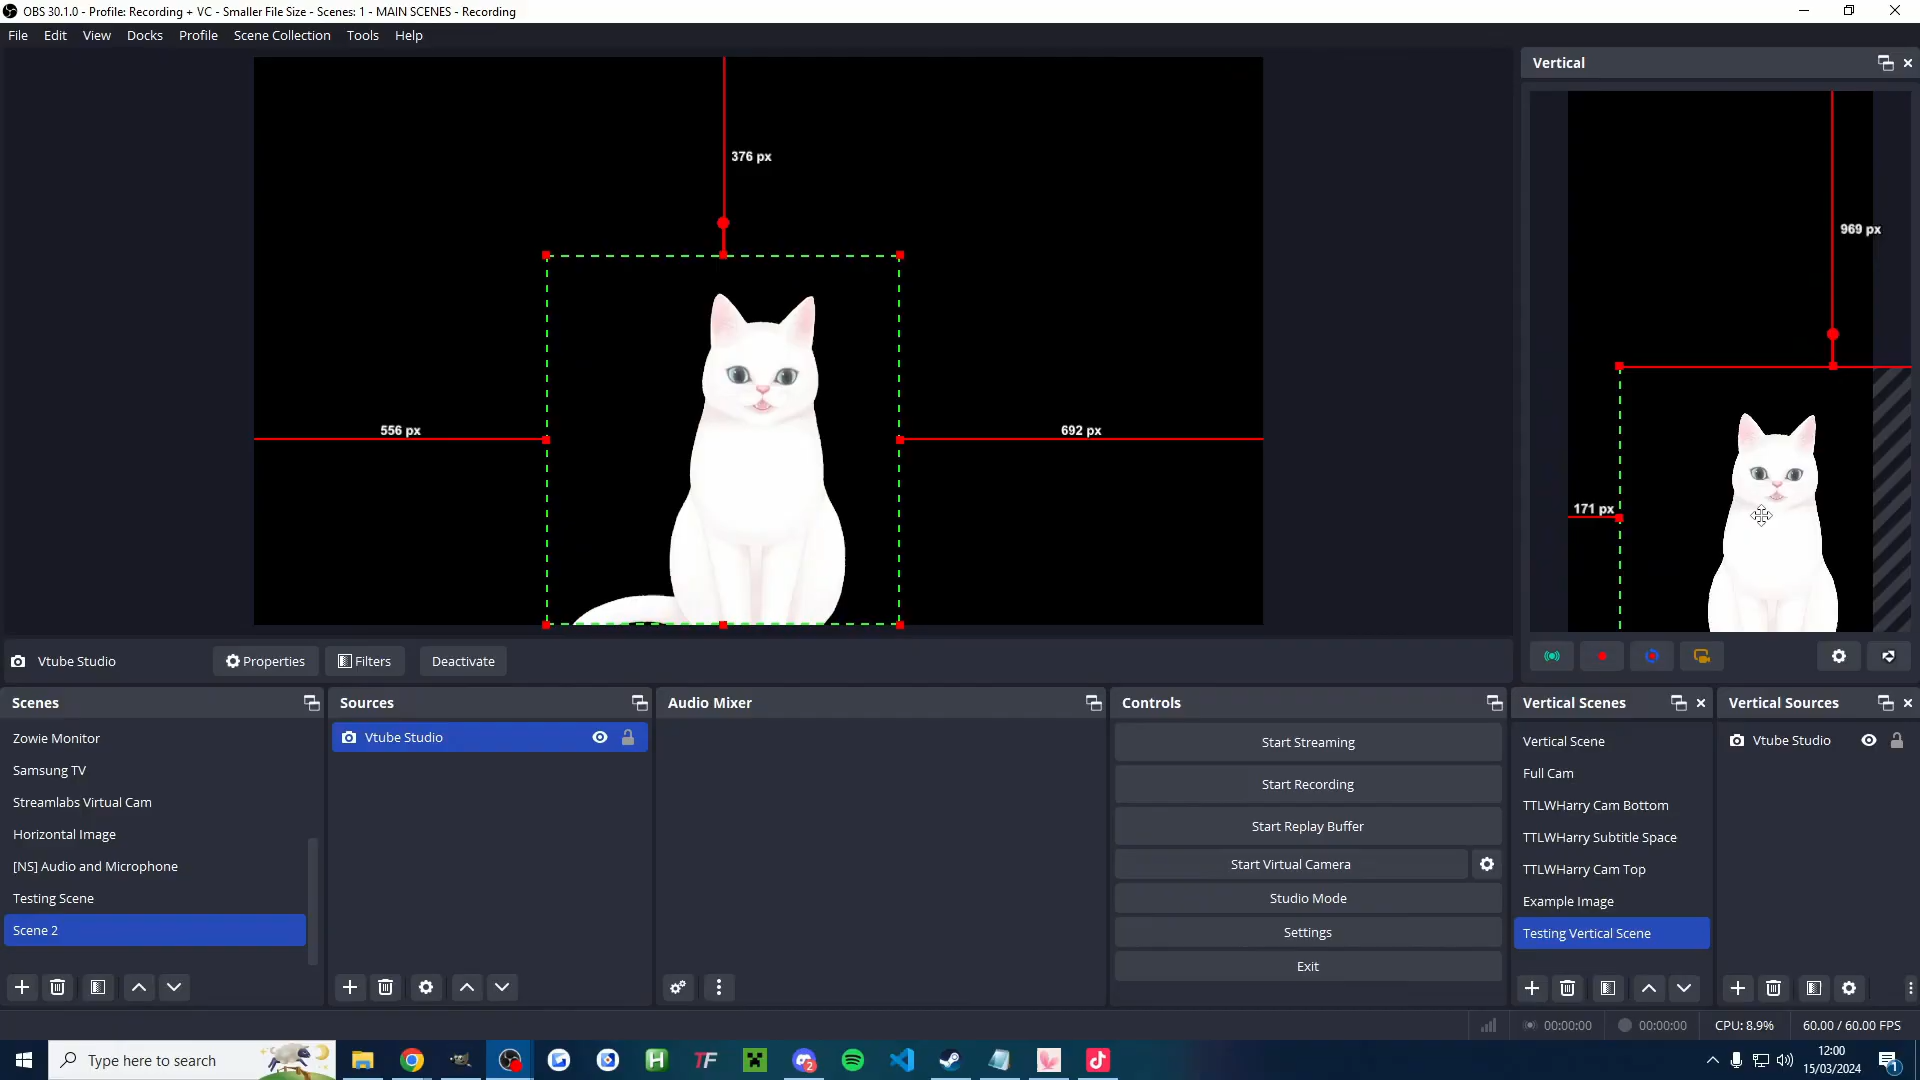 OBS 30.1.0 - Profile: Recording + VC - Smaller File Size - Scenes: 1 - MAIN SCENES - Recording
File Edit View Docks Profile Scene Collection Tools Help
Vertical
376 px
969 px
556 px
692 px
171 px
Vtube Studio
Properties
Filters
Deactivate
Scenes
Zowie Monitor
Samsung TV
Streamlabs Virtual Cam
Horizontal Image
[NS] Audio and Microphone
Testing Scene
Scene 2
Sources
Vtube Studio
Audio Mixer
Controls
Start Streaming
Start Recording
Start Replay Buffer
Start Virtual Camera
Studio Mode
Settings
Exit
Vertical Scenes
Vertical Scene
Full Cam
TTLWHarry Cam Bottom
TTLWHarry Subtitle Space
TTLWHarry Cam Top
Example Image
Testing Vertical Scene
Vertical Sources
Vtube Studio
00:00:00
00:00:00
CPU: 8.9%
60.00 / 60.00 FPS
Type here to search
H
TF
2
12:00
15/03/2024
1